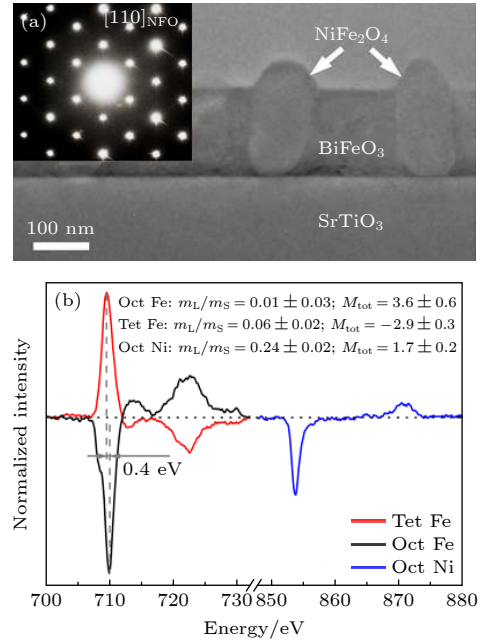 (a)
[110]NFO
NiFe₂O₄
BiFeO₃
SrTiO₃
100 nm
(b)
Oct Fe: mL/mS = 0.01 ± 0.03; Mtot = 3.6 ± 0.6
Tet Fe: mL/mS = 0.06 ± 0.02; Mtot = −2.9 ± 0.3
Oct Ni: mL/mS = 0.24 ± 0.02; Mtot = 1.7 ± 0.2
Normalized intensity
0.4 eV
Tet Fe
Oct Fe
Oct Ni
700 710 720 730 850 860 870 880
Energy/eV